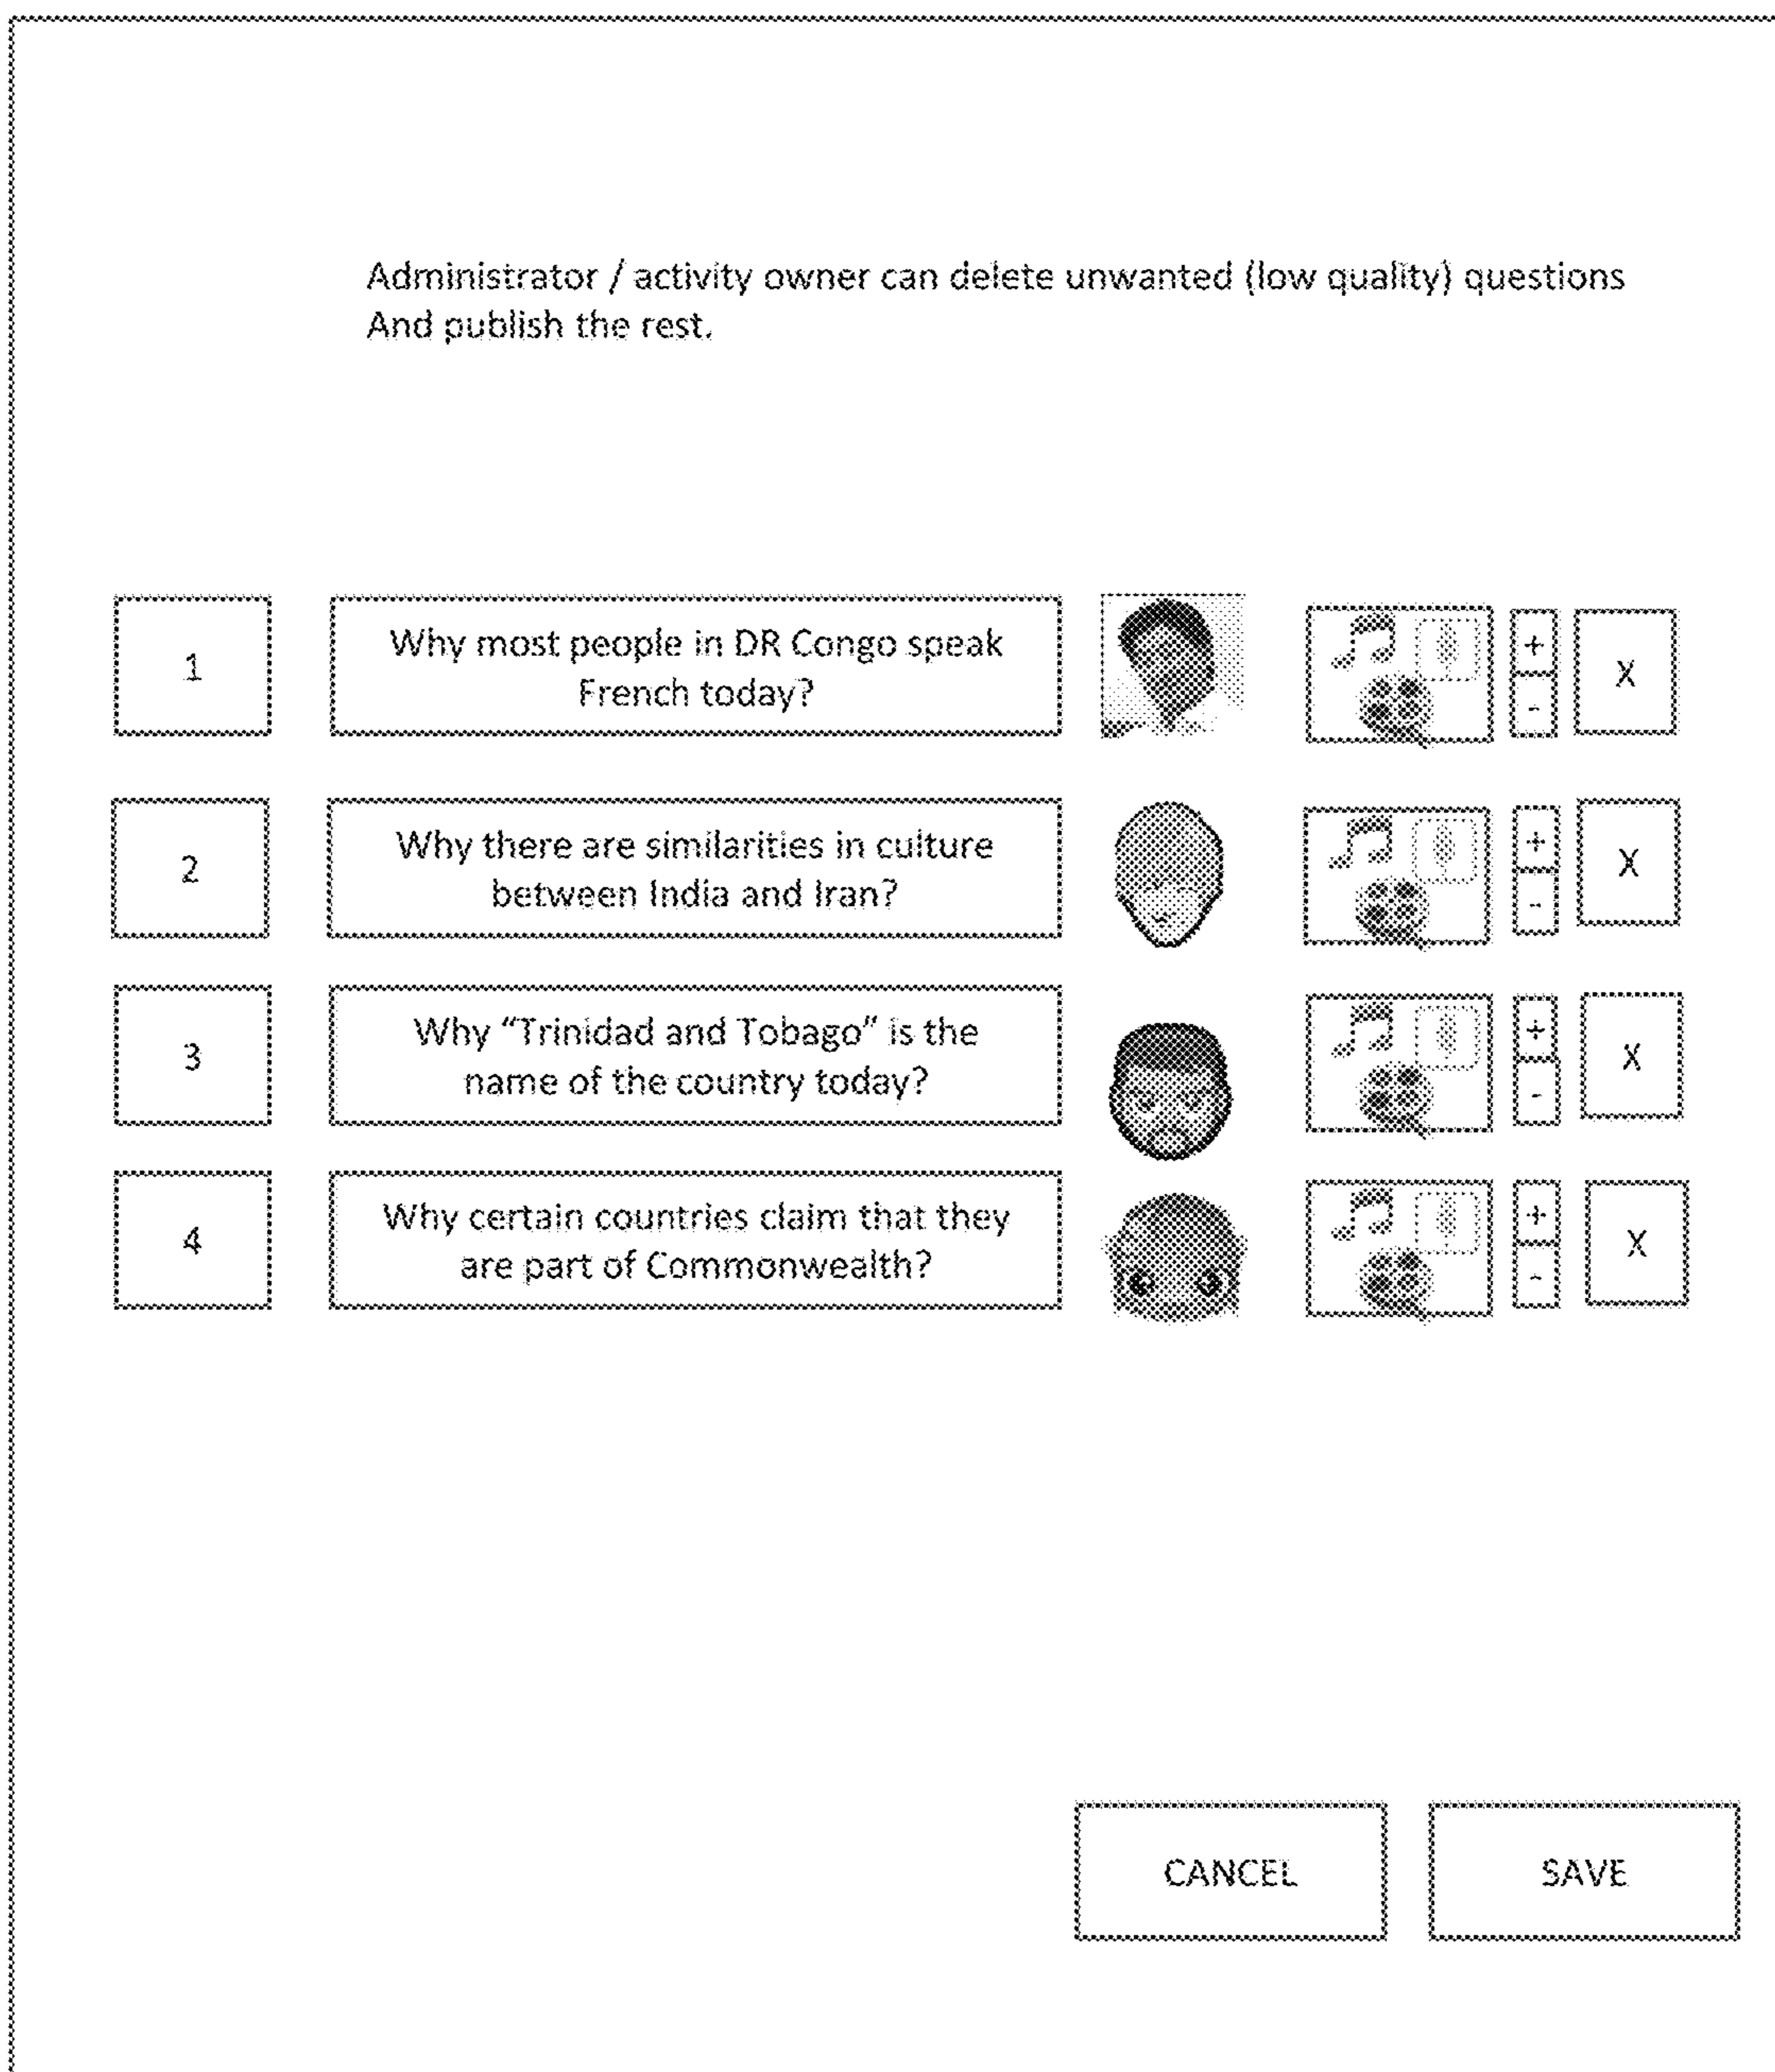 Administrator / activity owner can delete unwanted (low quality) questions
And publish the rest.
1
Why most people in DR Congo speak
French today?
+
-
X
2
Why there are similarities in culture
between India and Iran?
+
-
X
3
Why “Trinidad and Tobago” is the
name of the country today?
+
-
X
4
Why certain countries claim that they
are part of Commonwealth?
+
-
X
CANCEL
SAVE